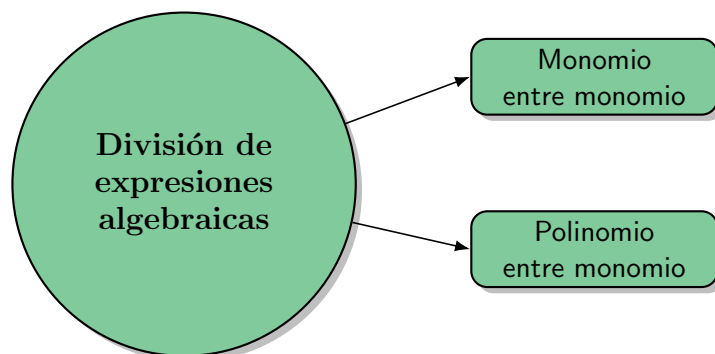 División de
expresiones
algebraicas
Monomio
entre monomio
Polinomio
entre monomio